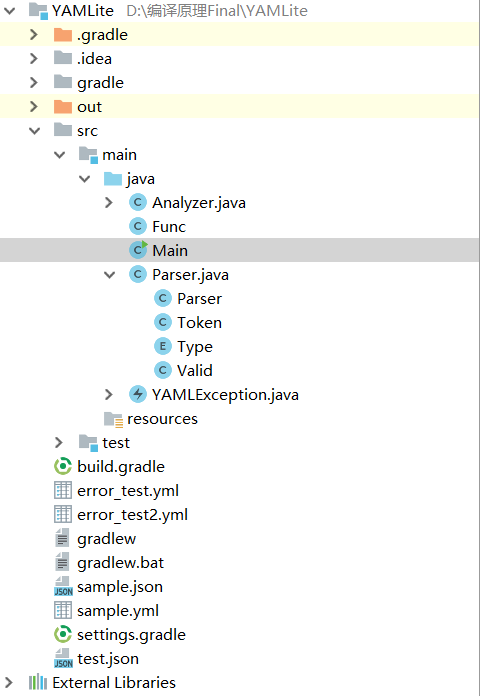 YAMLite D:\编译原理Final\YAMLite
.gradle
.idea
gradle
out
src
main
java
Analyzer.java
Func
Main
Parser.java
Parser
Token
Type
Valid
YAMLException.java
resources
test
build.gradle
error_test.yml
error_test2.yml
gradlew
gradlew.bat
sample.json
sample.yml
settings.gradle
test.json
External Libraries